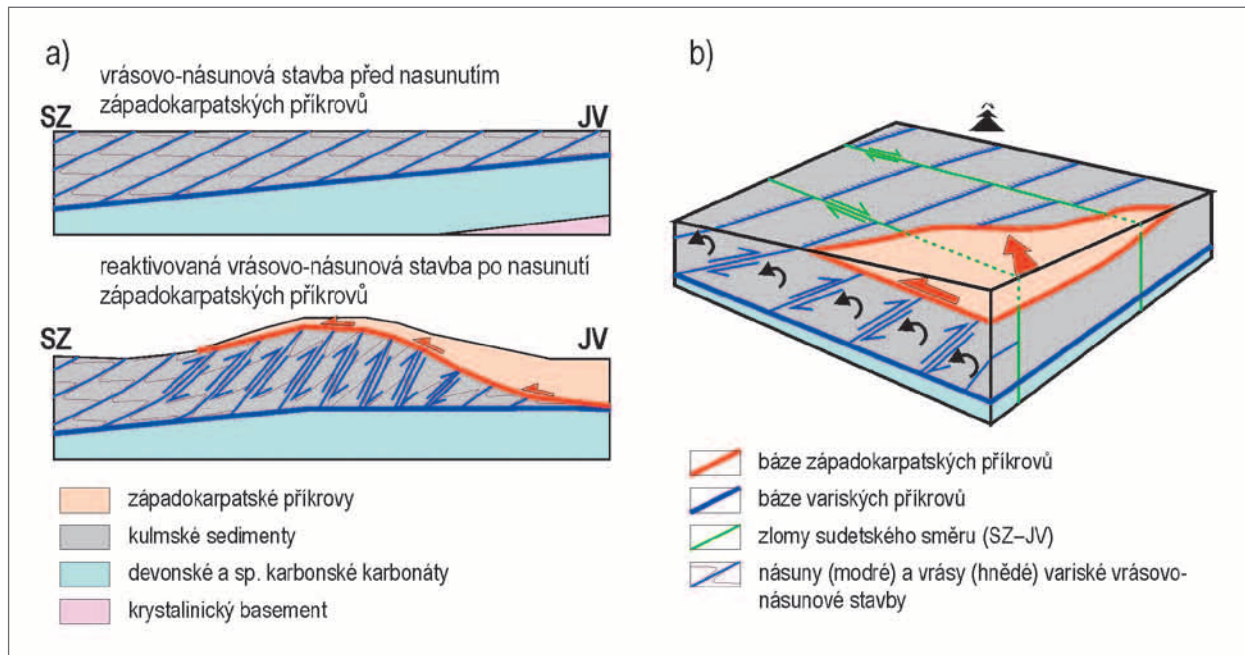 a)
vrásovo-násunová stavba před nasunutím
západokarpatských příkrovů
SZ
JV
reaktivovaná vrásovo-násunová stavba po nasunutí
západokarpatských příkrovů
SZ
JV
západokarpatské příkrovy
kulmské sedimenty
devonské a sp. karbonské karbonáty
krystalinický basement
b)
báze západokarpatských příkrovů
báze variských příkrovů
zlomy sudetského směru (SZ–JV)
násuny (modré) a vrásy (hnědé) variské vrásovo-
násunové stavby